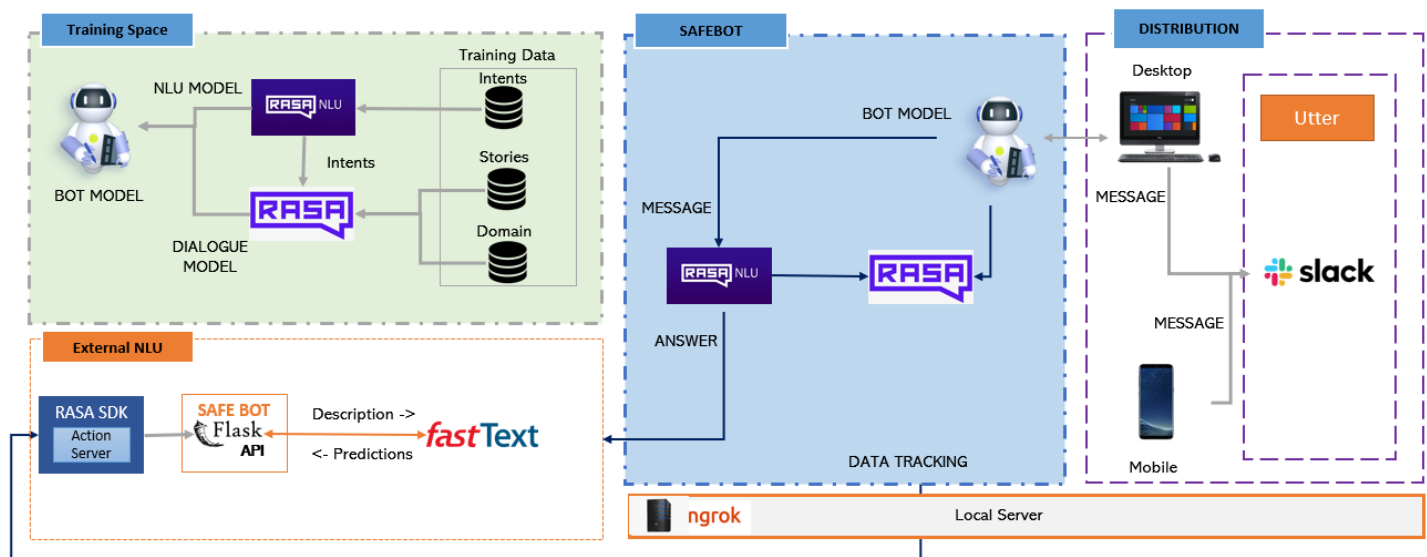 Training Space
Training Data
Intents
NLU MODEL
RASA NLU
Intents
Stories
BOT MODEL
RASA
Domain
DIALOGUE
MODEL
External NLU
RASA SDK
Action
Server
SAFE BOT
Flask
API
Description ->
fastText
<- Predictions
SAFEBOT
BOT MODEL
MESSAGE
RASA NLU
RASA
ANSWER
DATA TRACKING
DISTRIBUTION
Desktop
Utter
MESSAGE
slack
MESSAGE
Mobile
ngrok
Local Server